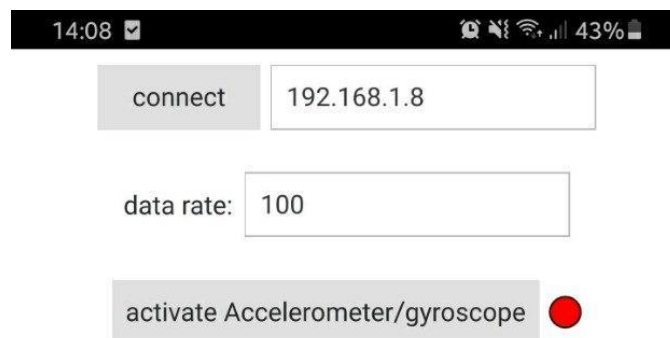 14:08 43%
connect 192.168.1.8
data rate: 100
activate Accelerometer/gyroscope